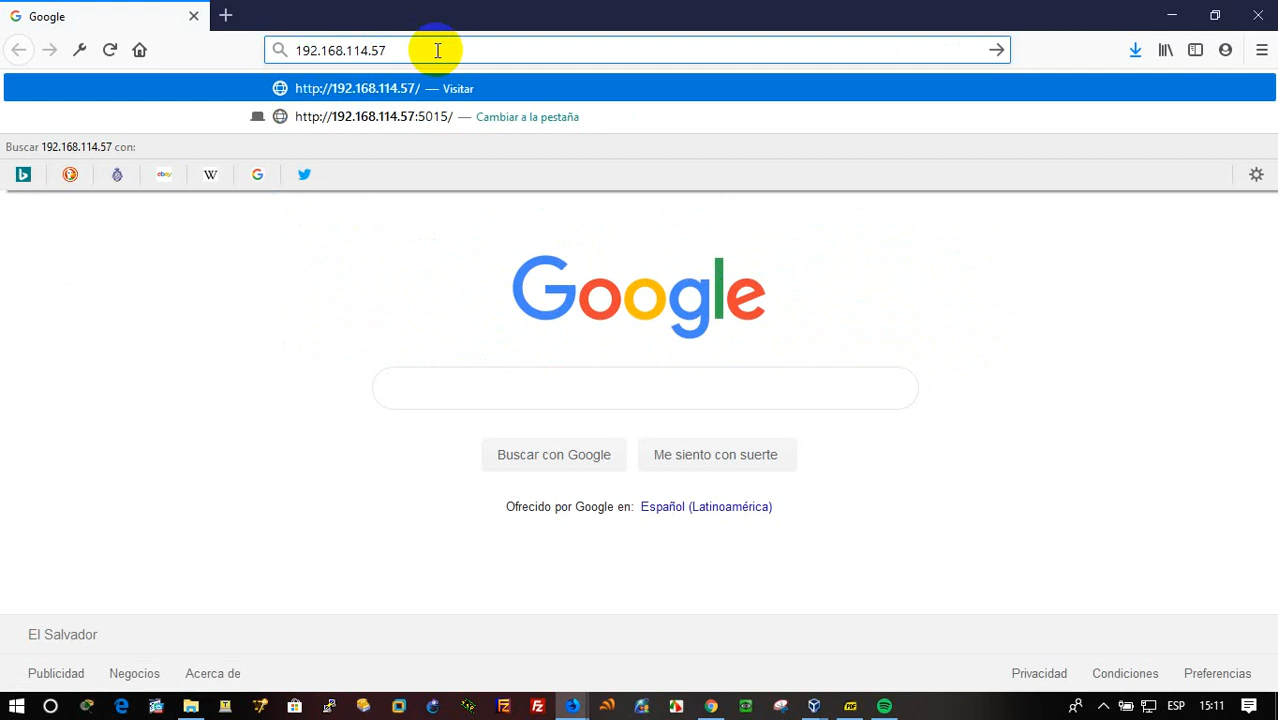 Google
192.168.114.57
http://192.168.114.57/ — Visitar
http://192.168.114.57:5015/ — Cambiar a la pestaña
Buscar 192.168.114.57 con:
ebay
W
G
Google
Buscar con Google
Me siento con suerte
Ofrecido por Google en: Español (Latinoamérica)
El Salvador
Publicidad
Negocios
Acerca de
Privacidad
Condiciones
Preferencias
ESP
15:11